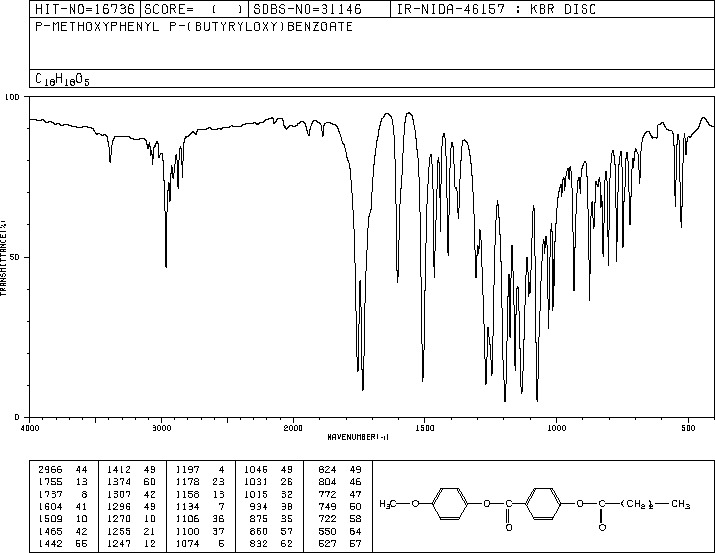 HIT-NO=16736 SCORE= ( ) SDBS-NO=31146 IR-NIDA-46157 : KBR DISC
P-METHOXYPHENYL P-(BUTYRYLOXY)BENZOATE
C18H18O5
100
50
0
TRANSMITTANCE(%)
4000 3000 2000 1500 1000 500
WAVENUMBER(-1)
2966 44 1412 49 1197 4 1046 49 824 49
1755 13 1374 60 1178 23 1031 26 804 46
1737 8 1307 42 1158 13 1015 32 772 47
1604 41 1296 49 1134 7 934 38 749 50
1509 10 1270 10 1106 36 875 35 722 58
1465 42 1255 21 1100 37 860 57 550 64
1442 55 1247 12 1074 5 832 62 527 57
H3C O O C O C (CH2)2 CH3
O O